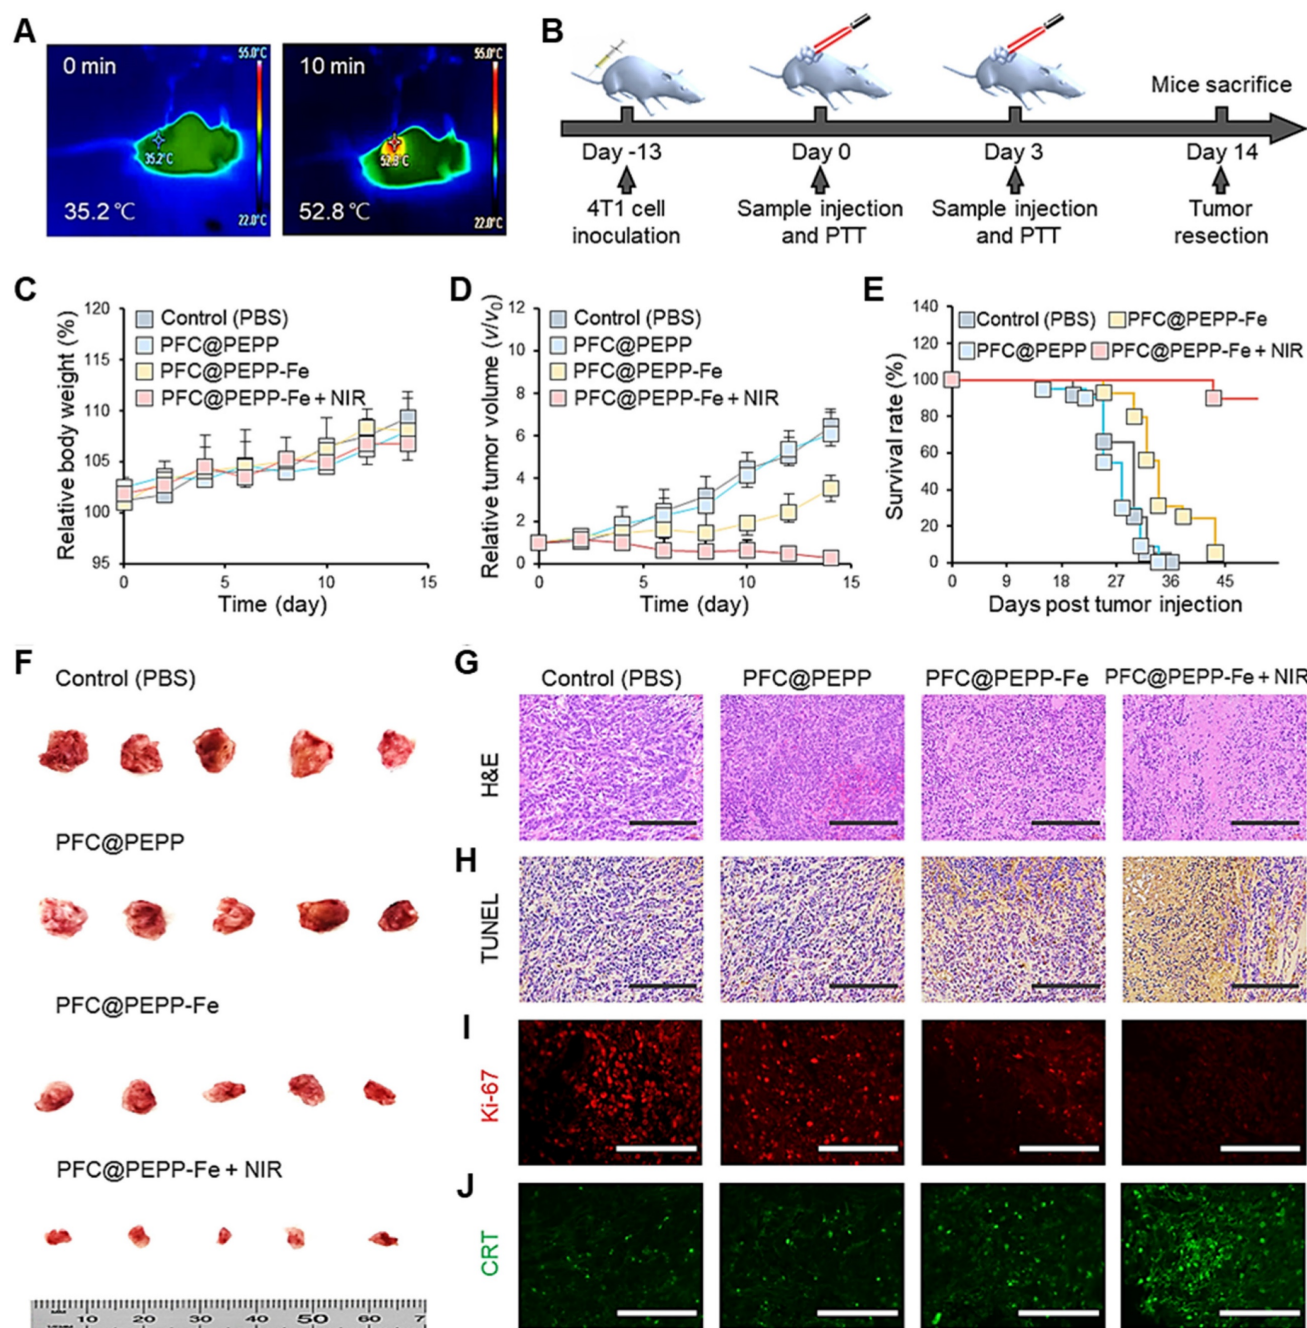 A
0 min
55.0°C
35.2°C
35.2 ℃
22.0°C
10 min
55.0°C
52.8°C
52.8 ℃
22.0°C
B
Mice sacrifice
Day -13
Day 0
Day 3
Day 14
4T1 cell
inoculation
Sample injection
and PTT
Sample injection
and PTT
Tumor
resection
C
Relative body weight (%)
120
115
110
105
100
95
Control (PBS)
PFC@PEPP
PFC@PEPP-Fe
PFC@PEPP-Fe + NIR
0 5 10 15
Time (day)
D
Relative tumor volume (v/v0)
12
10
8
6
4
2
0
Control (PBS)
PFC@PEPP
PFC@PEPP-Fe
PFC@PEPP-Fe + NIR
0 5 10 15
Time (day)
E
Survival rate (%)
140
120
100
80
60
40
20
0
Control (PBS) PFC@PEPP-Fe
PFC@PEPP PFC@PEPP-Fe + NIR
0 9 18 27 36 45
Days post tumor injection
F
Control (PBS)
PFC@PEPP
PFC@PEPP-Fe
PFC@PEPP-Fe + NIR
10 20 30 40 50 60 7
G
Control (PBS) PFC@PEPP PFC@PEPP-Fe PFC@PEPP-Fe + NIR
H&E
H
TUNEL
I
Ki-67
J
CRT